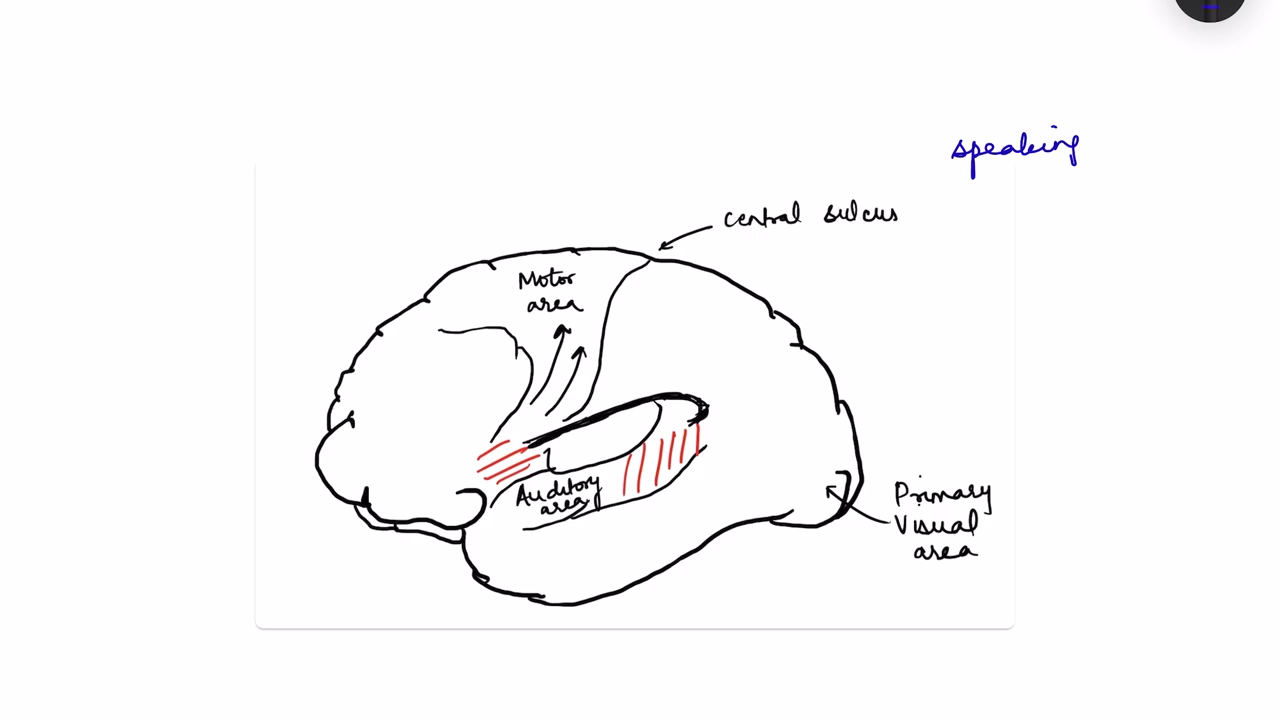 speaking
central sulcus
Motor
area
Auditory
area
Primary
Visual
area